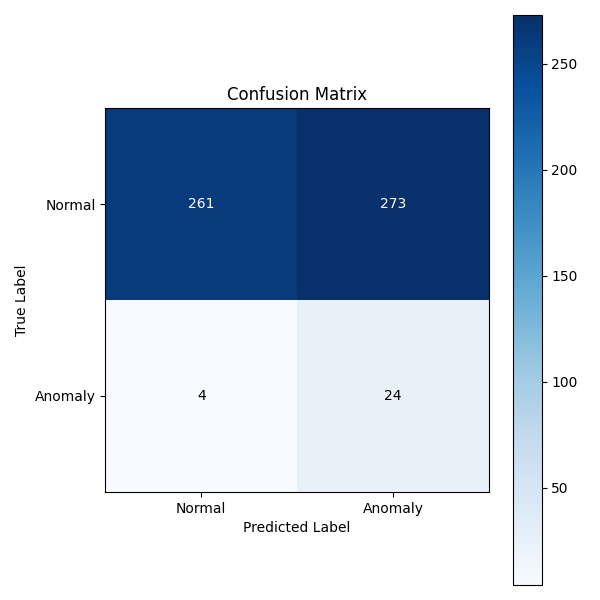 Confusion Matrix
250
200
150
100
50
True Label
Normal
261
273
Anomaly
4
24
Normal
Anomaly
Predicted Label